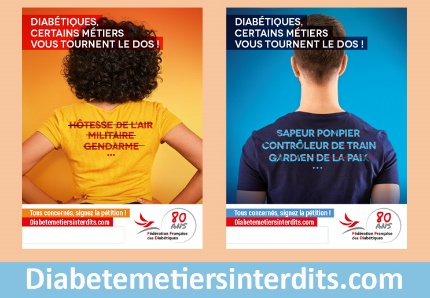 DIABÉTIQUES,
CERTAINS MÉTIERS
VOUS TOURNENT LE DOS !
HÔTESSE DE L'AIR
MILITAIRE
GENDARME
...
Tous concernés, signez la pétition !
Diabetemetiersinterdits.com
Fédération Française
des Diabétiques
80
ANS
DIABÉTIQUES,
CERTAINS MÉTIERS
VOUS TOURNENT LE DOS !
SAPEUR POMPIER
CONTRÔLEUR DE TRAIN
GARDIEN DE LA PAIX
...
Tous concernés, signez la pétition !
Diabetemetiersinterdits.com
Fédération Française
des Diabétiques
80
ANS
Diabetemetiersinterdits.com